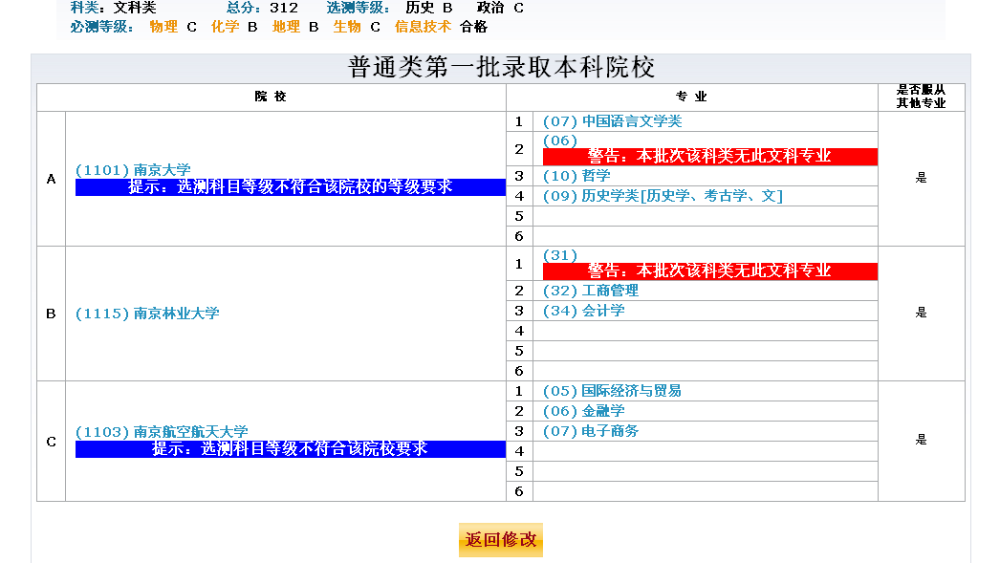 科类：文科类 总分：312 选测等级： 历史 B 政治 C
必测等级： 物理 C 化学 B 地理 B 生物 C 信息技术 合格
普通类第一批录取本科院校
院 校 专 业 是否服从
其他专业
A
(1101) 南京大学
提示：选测科目等级不符合该院校的等级要求
1 (07) 中国语言文学类
2 (06)
警告：本批次该科类无此文科专业
3 (10) 哲学
4 (09) 历史学类[历史学、考古学、文]
5
6
是
B
(1115) 南京林业大学
1 (31)
警告：本批次该科类无此文科专业
2 (32) 工商管理
3 (34) 会计学
4
5
6
是
C
(1103) 南京航空航天大学
提示：选测科目等级不符合该院校要求
1 (05) 国际经济与贸易
2 (06) 金融学
3 (07) 电子商务
4
5
6
是
返回修改